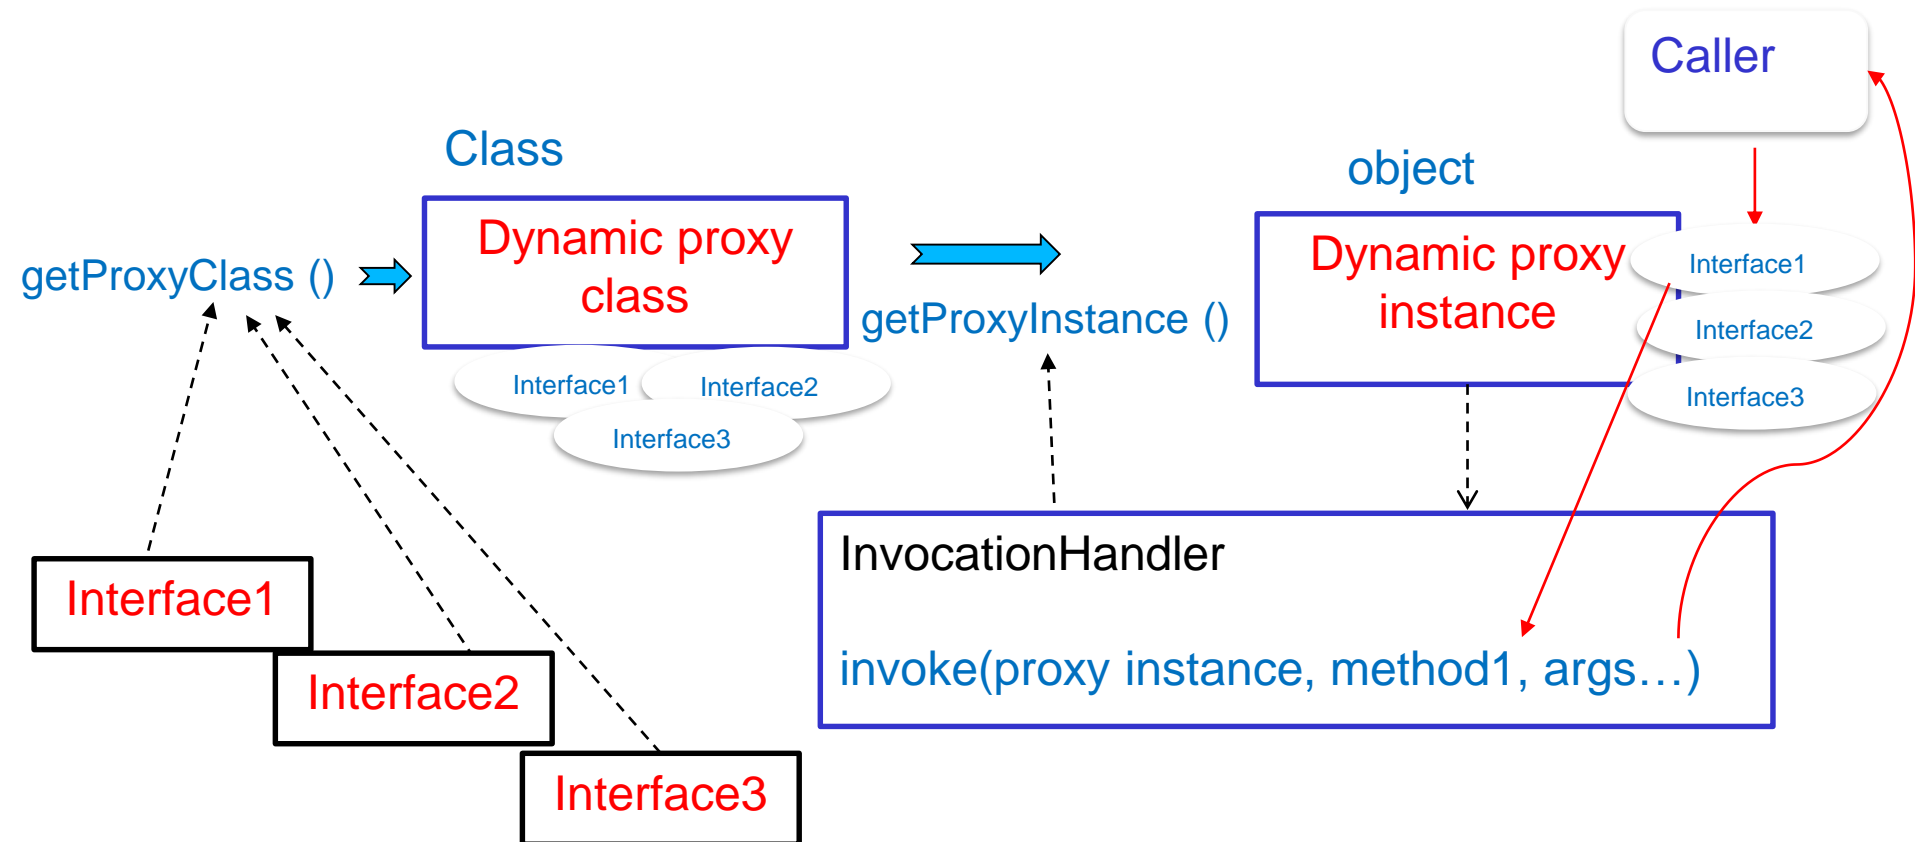 Caller
Class
object
getProxyClass ()
Dynamic proxy
class
getProxyInstance ()
Dynamic proxy
instance
Interface1
Interface2
Interface3
Interface1
Interface2
Interface3
InvocationHandler
invoke(proxy instance, method1, args…)
Interface1
Interface2
Interface3